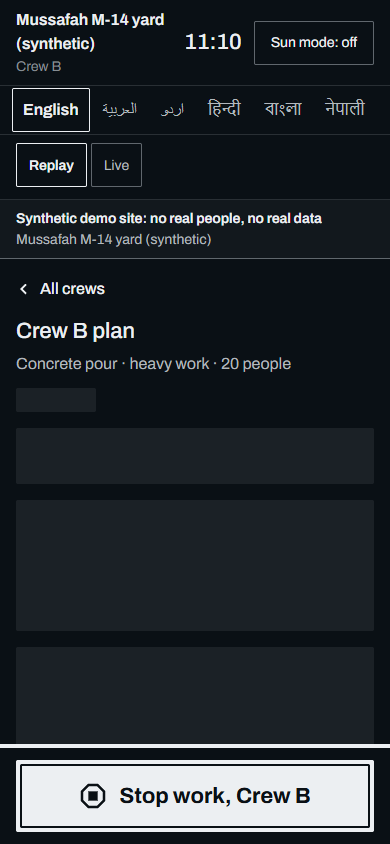 Mussafah M-14 yard
(synthetic)
Crew B
11:10
Sun mode: off
English العربية اردو हिन्दी বাংলা नेपाली
Replay Live
Synthetic demo site: no real people, no real data
Mussafah M-14 yard (synthetic)
All crews
Crew B plan
Concrete pour · heavy work · 20 people
Stop work, Crew B